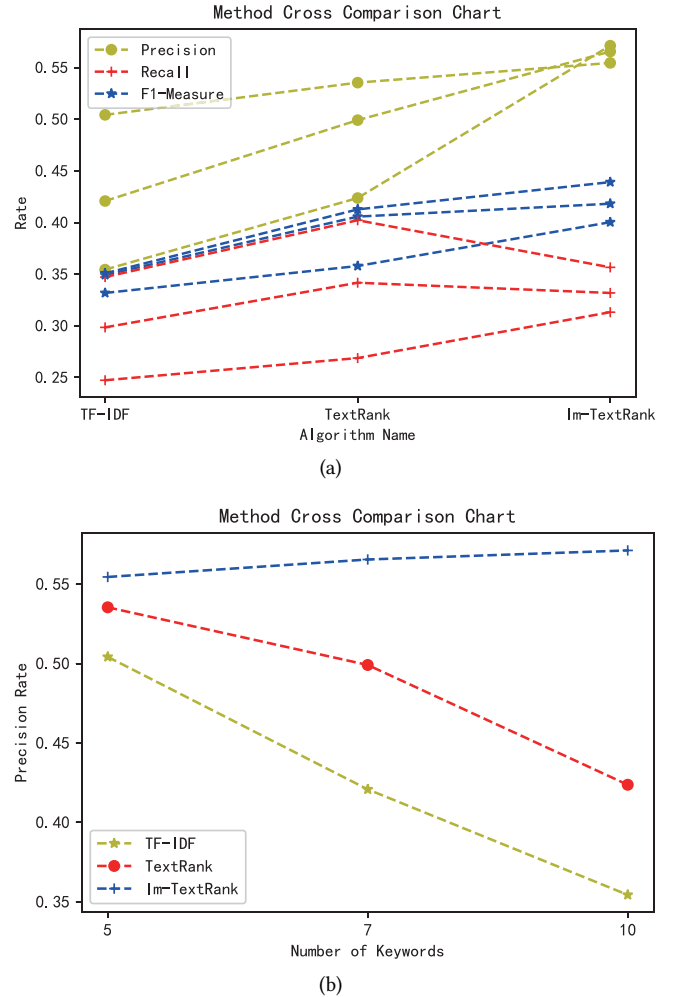 Method Cross Comparison Chart
Precision
Recall
F1-Measure
0.55
0.50
0.45
0.40
0.35
0.30
0.25
Rate
TF-IDF TextRank Im-TextRank
Algorithm Name
(a)
Method Cross Comparison Chart
0.55
0.50
0.45
0.40
0.35
Precision Rate
TF-IDF
TextRank
Im-TextRank
5 7 10
Number of Keywords
(b)